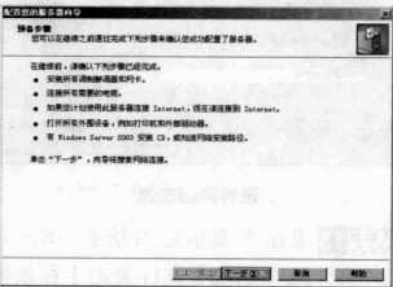 配置您的服务器向导
预备步骤
您可以在继续之前通过完成下列步骤来确认您成功配置了服务器。
在继续前，请确认下列步骤已经完成。
● 安装所有调制解调器和网卡。
● 连接所有需要的电缆。
● 如果您计划使用此服务器连接 Internet，现在请连接到 Internet。
● 打开所有外围设备，例如打印机和外部驱动器。
● 有 Windows Server 2003 安装 CD，或知道网络安装路径。
单击“下一步”，向导将搜索网络连接。
下一步(N) 取消 帮助